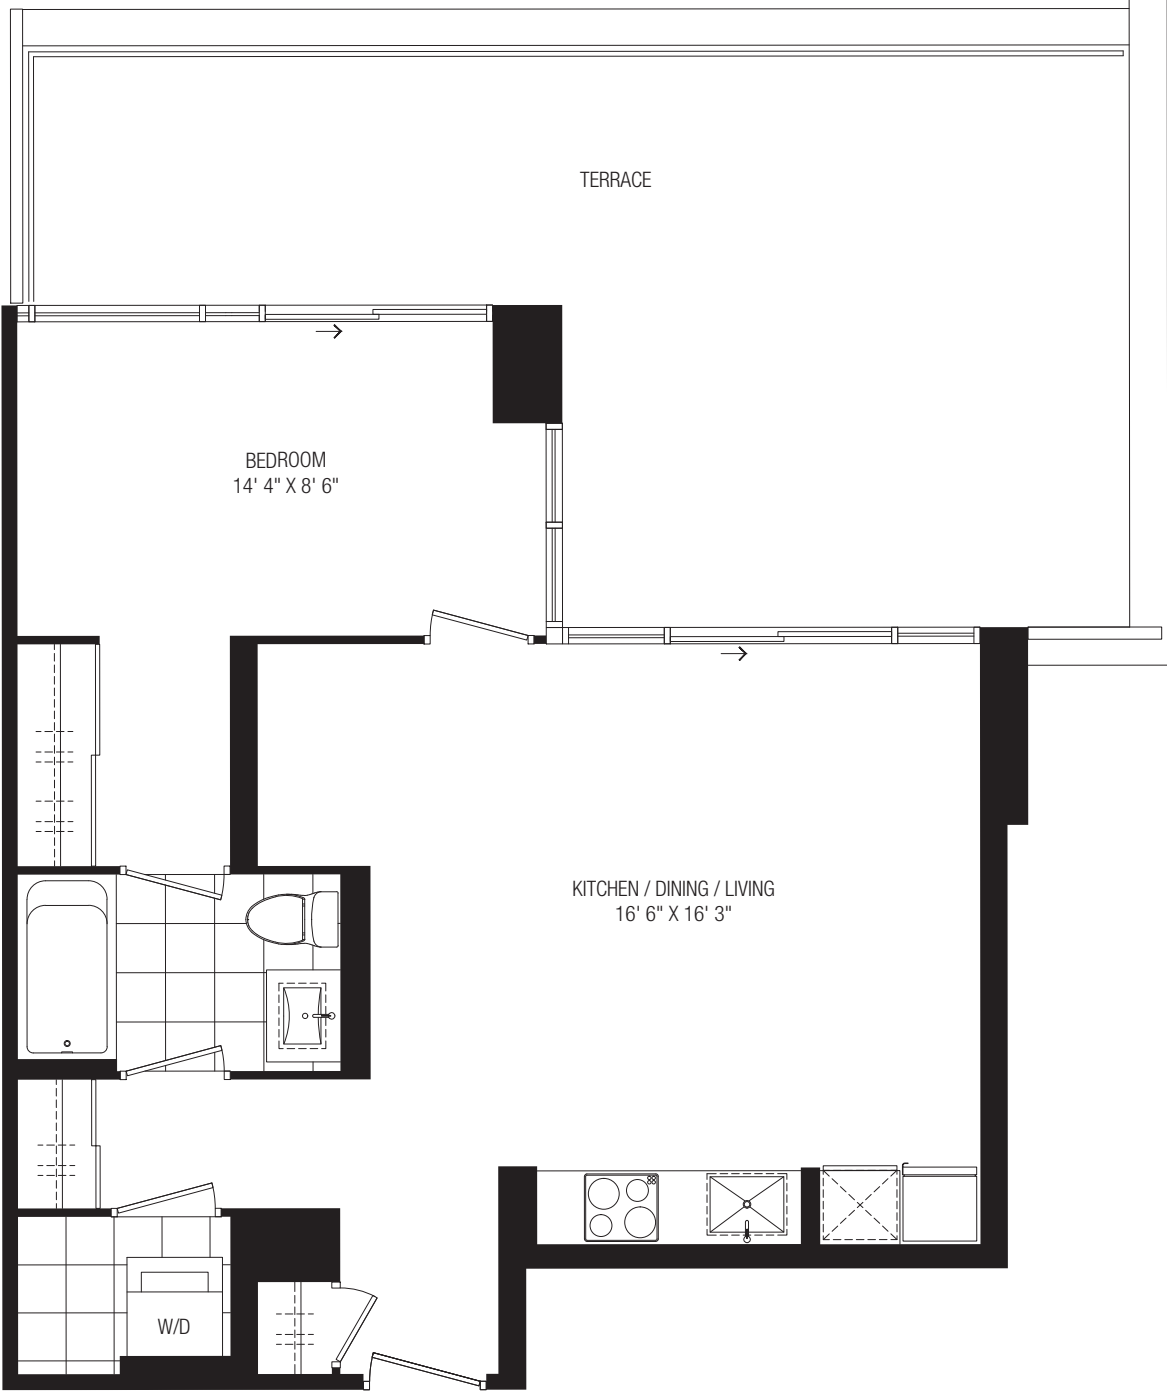 TERRACE
BEDROOM
14' 4" X 8' 6"
KITCHEN / DINING / LIVING
16' 6" X 16' 3"
W/D